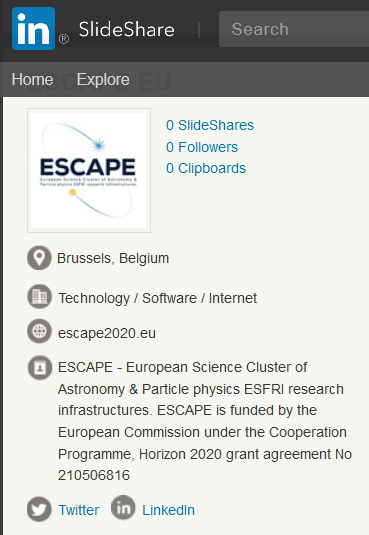 in ® SlideShare | Search
Home Explore
0 SlideShares
0 Followers
0 Clipboards
ESCAPE
European Science Cluster of Astronomy &
Particle physics ESFRI research infrastructures
Brussels, Belgium
Technology / Software / Internet
escape2020.eu
ESCAPE - European Science Cluster of
Astronomy & Particle physics ESFRI research
infrastructures. ESCAPE is funded by the
European Commission under the Cooperation
Programme, Horizon 2020 grant agreement No
210506816
Twitter in LinkedIn